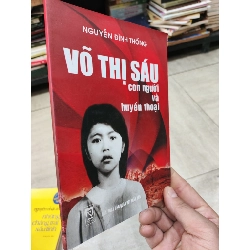 NGUYỄN ĐÌNH THỐNG
VÕ THỊ SÁU
con người
và
huyền thoại